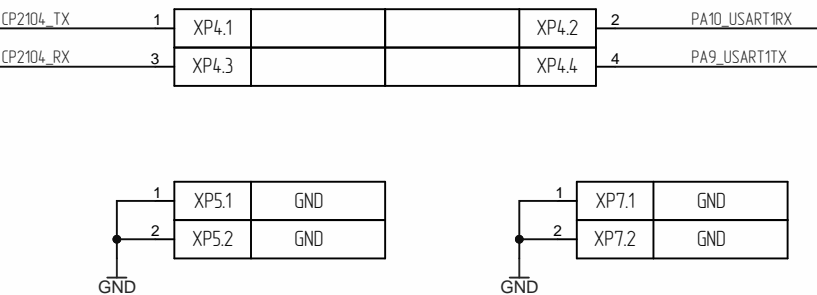 CP2104_TX 1 XP4.1 XP4.2 2 PA10_USART1RX
CP2104_RX 3 XP4.3 XP4.4 4 PA9_USART1TX
1 XP5.1 GND 1 XP7.1 GND
2 XP5.2 GND 2 XP7.2 GND
GND GND